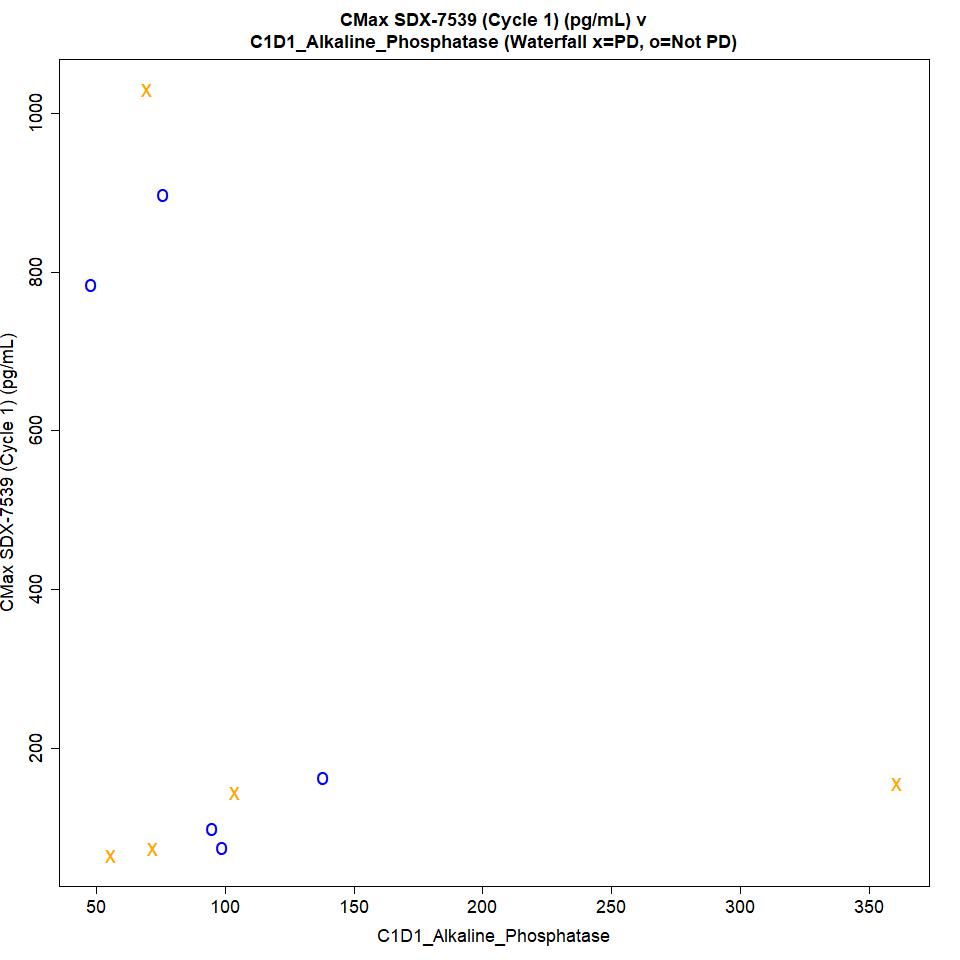 CMax SDX-7539 (Cycle 1) (pg/mL) v
C1D1_Alkaline_Phosphatase (Waterfall x=PD, o=Not PD)
CMax SDX-7539 (Cycle 1) (pg/mL)
1000
800
600
400
200
X
O
O
X
O
X
O
O
X
X
50
100
150
200
250
300
350
C1D1_Alkaline_Phosphatase